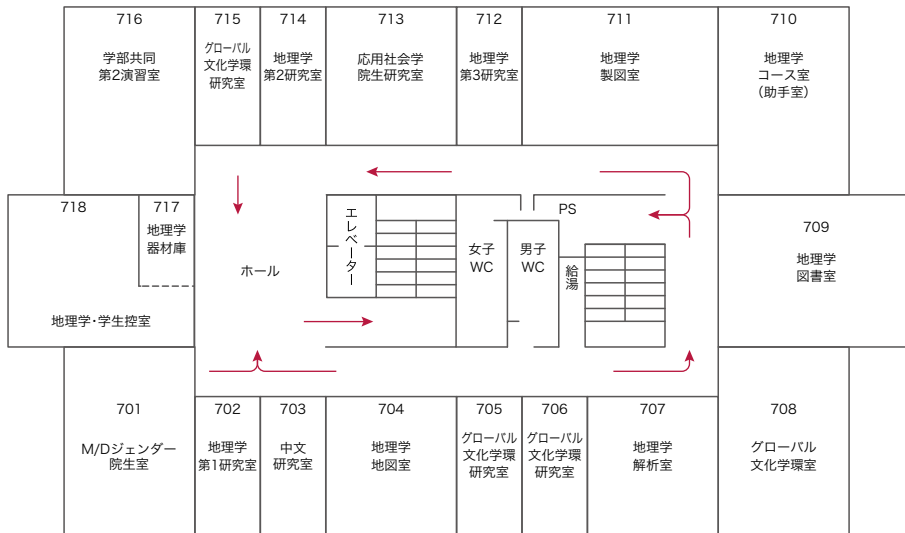 716
学部共同
第2演習室
715
グローバル
文化学環
研究室
714
地理学
第2研究室
713
応用社会学
院生研究室
712
地理学
第3研究室
711
地理学
製図室
710
地理学
コース室
（助手室）
718
地理学・学生控室
717
地理学
器材庫
ホール
エレベーター
女子
WC
男子
WC
PS
給湯
709
地理学
図書室
701
M/Dジェンダー
院生室
702
地理学
第1研究室
703
中文
研究室
704
地理学
地図室
705
グローバル
文化学環
研究室
706
グローバル
文化学環
研究室
707
地理学
解析室
708
グローバル
文化学環室